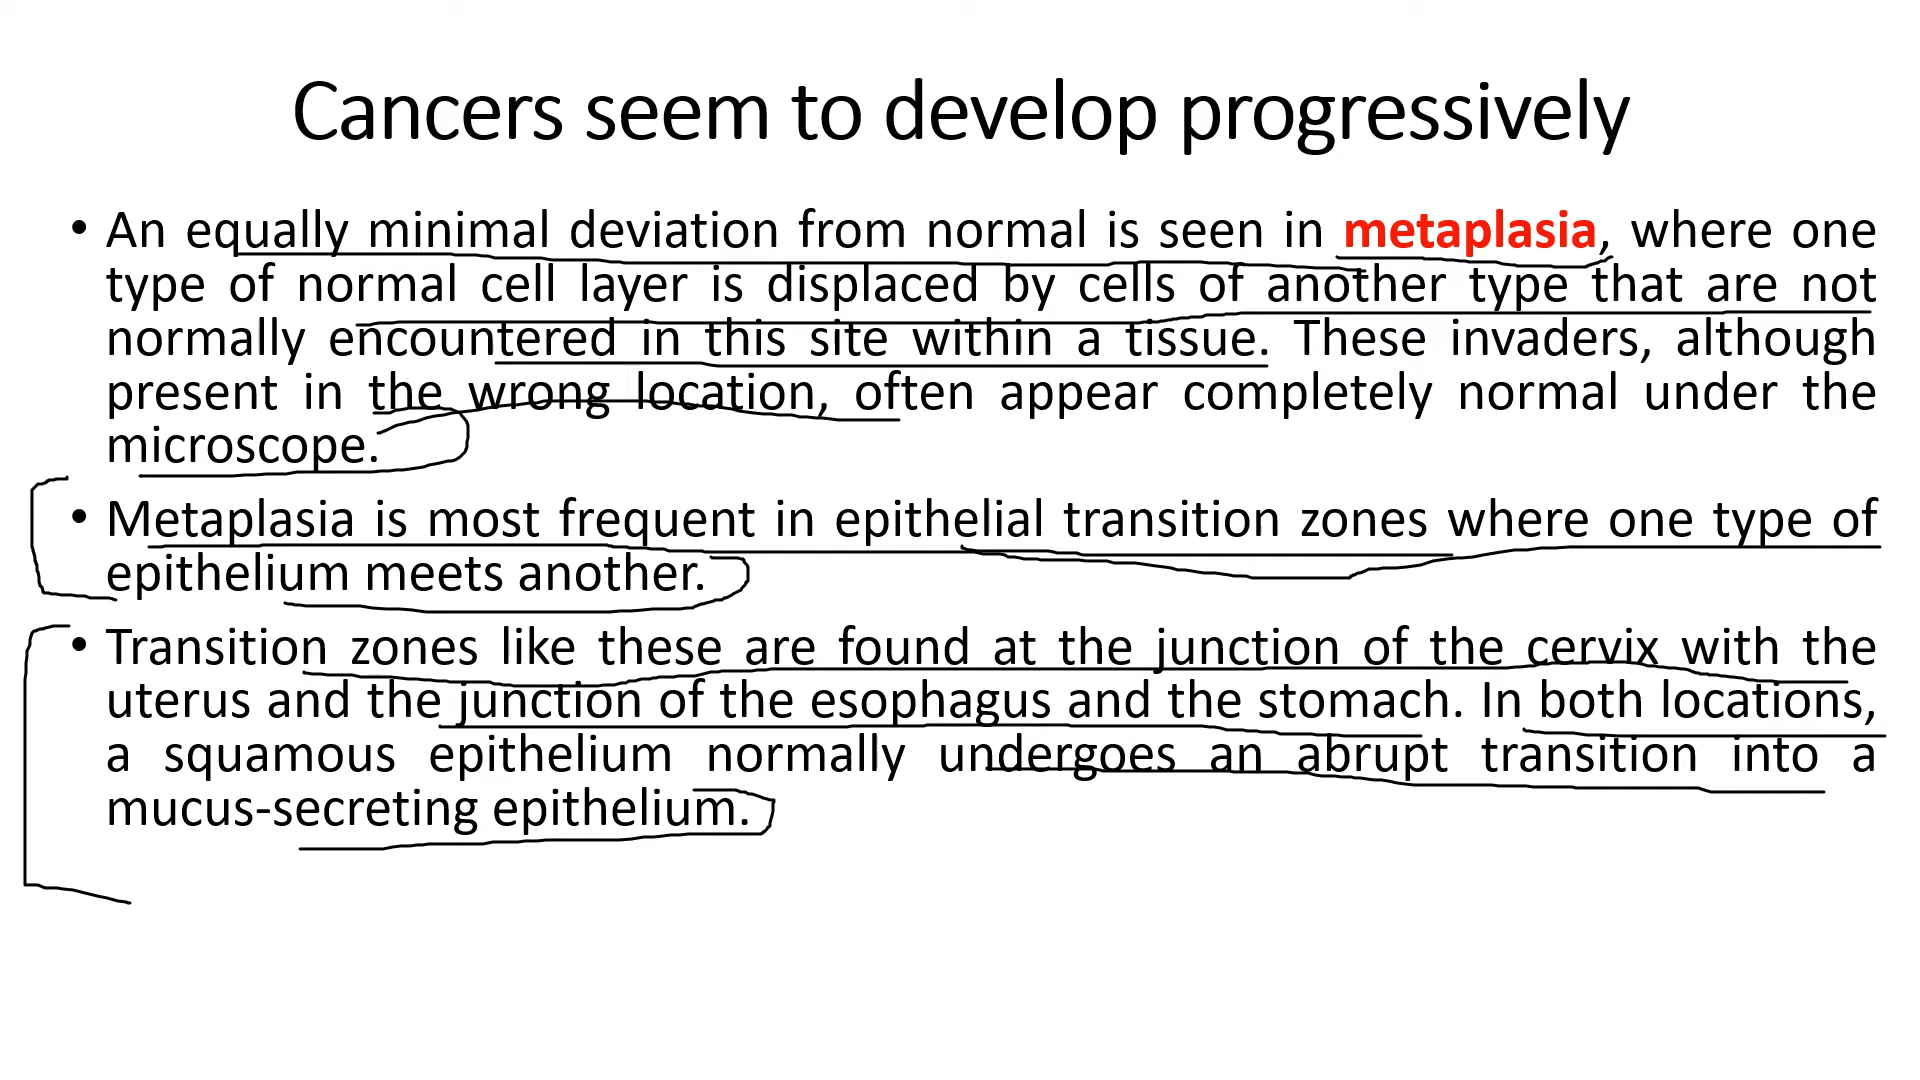 Cancers seem to develop progressively
• An equally minimal deviation from normal is seen in metaplasia, where one
type of normal cell layer is displaced by cells of another type that are not
normally encountered in this site within a tissue. These invaders, although
present in the wrong location, often appear completely normal under the
microscope.
• Metaplasia is most frequent in epithelial transition zones where one type of
epithelium meets another.
• Transition zones like these are found at the junction of the cervix with the
uterus and the junction of the esophagus and the stomach. In both locations,
a squamous epithelium normally undergoes an abrupt transition into a
mucus-secreting epithelium.